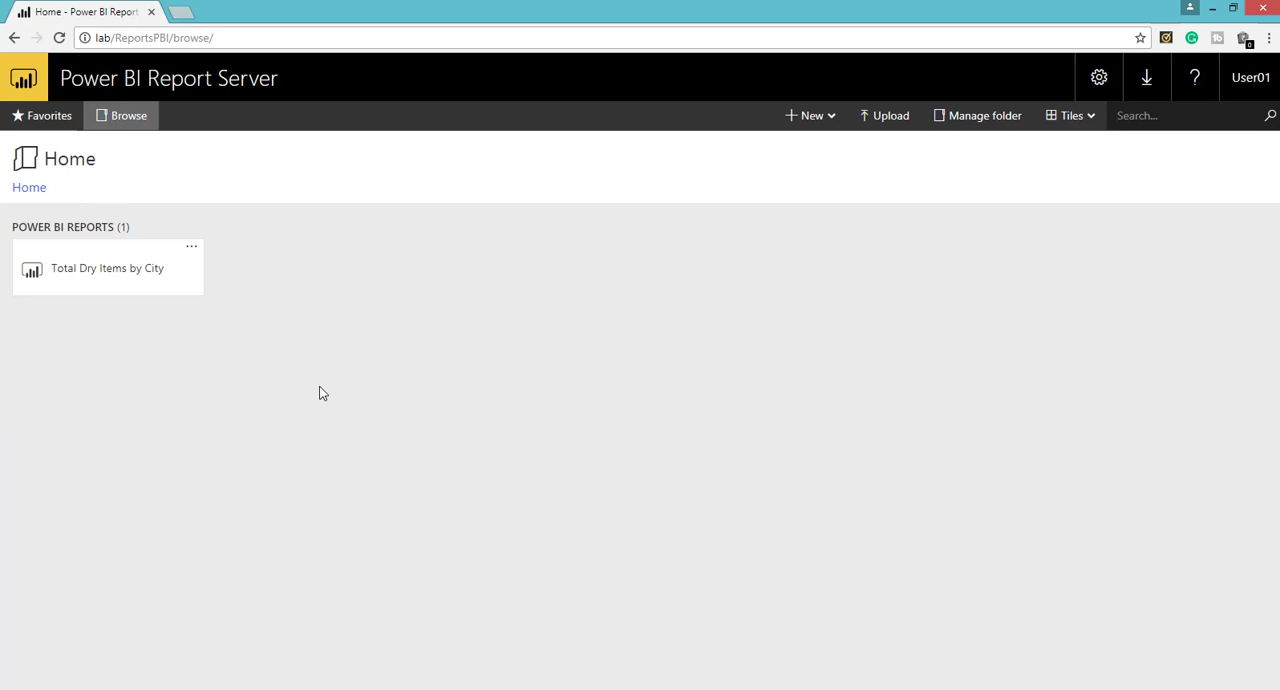 Home - Power BI Report
lab/ReportsPBI/browse/
0
Power BI Report Server
? User01
Favorites Browse New Upload Manage folder Tiles Search...
Home
Home
POWER BI REPORTS (1)
...
Total Dry Items by City